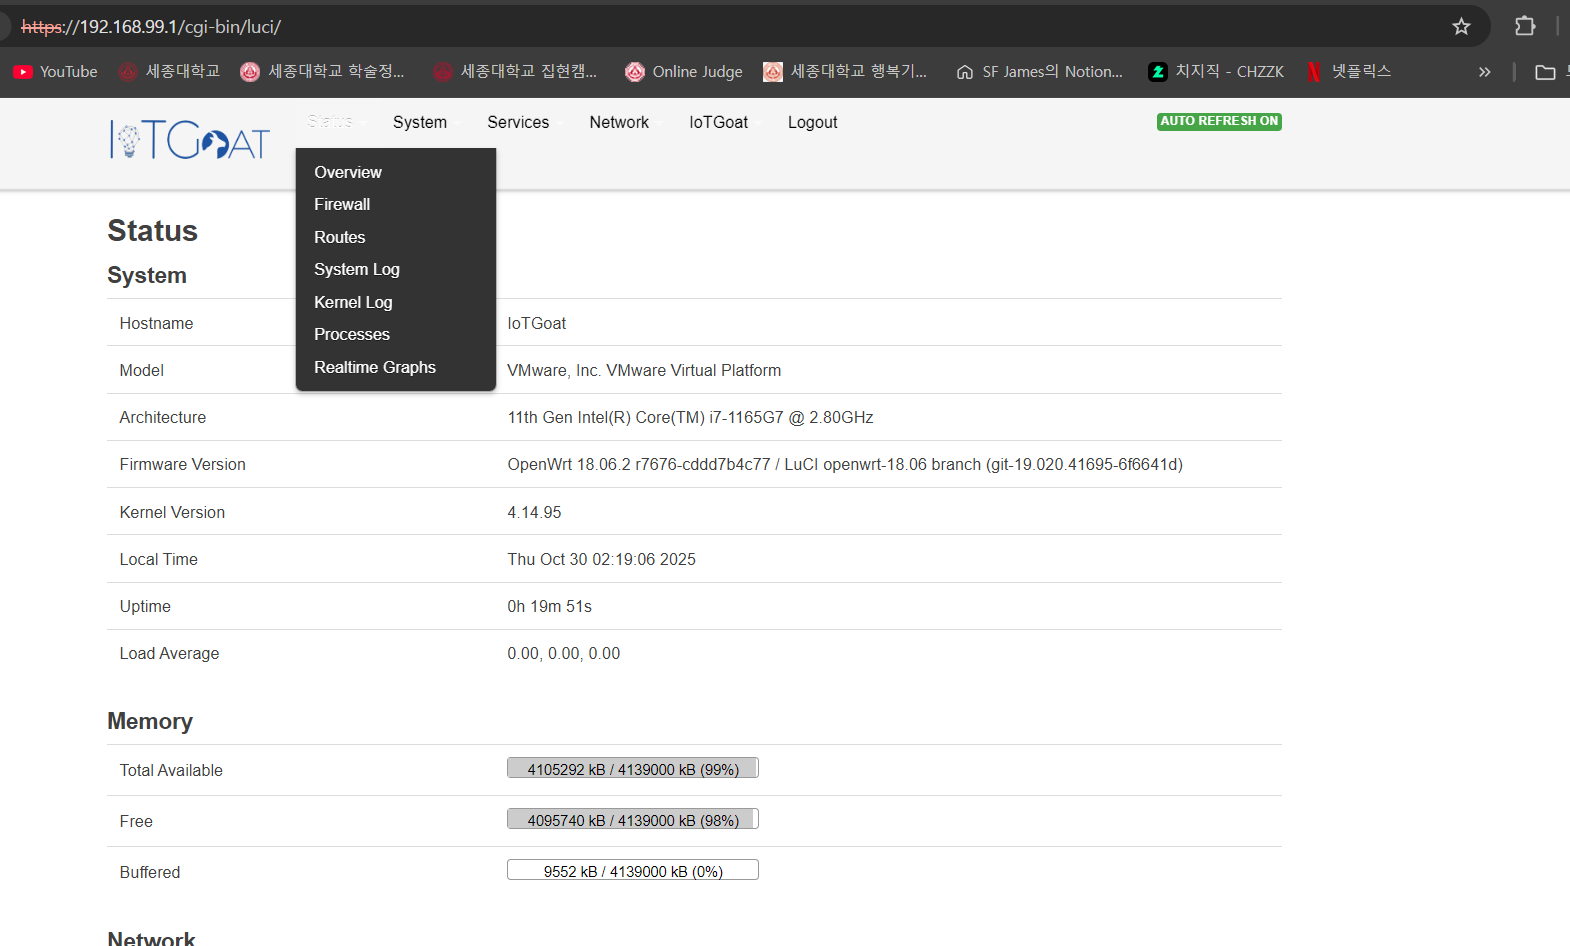 https://192.168.99.1/cgi-bin/luci/
YouTube 세종대학교 세종대학교 학술정... 세종대학교 집현캠... Online Judge 세종대학교 행복기... SF James의 Notion... 치지직 - CHZZK 넷플릭스 »
IoTGoat Status System Services Network IoTGoat Logout AUTO REFRESH ON
Overview
Firewall
Routes
System Log
Kernel Log
Processes
Realtime Graphs
Status
System
Hostname IoTGoat
Model VMware, Inc. VMware Virtual Platform
Architecture 11th Gen Intel(R) Core(TM) i7-1165G7 @ 2.80GHz
Firmware Version OpenWrt 18.06.2 r7676-cddd7b4c77 / LuCI openwrt-18.06 branch (git-19.020.41695-6f6641d)
Kernel Version 4.14.95
Local Time Thu Oct 30 02:19:06 2025
Uptime 0h 19m 51s
Load Average 0.00, 0.00, 0.00
Memory
Total Available 4105292 kB / 4139000 kB (99%)
Free 4095740 kB / 4139000 kB (98%)
Buffered 9552 kB / 4139000 kB (0%)
Network